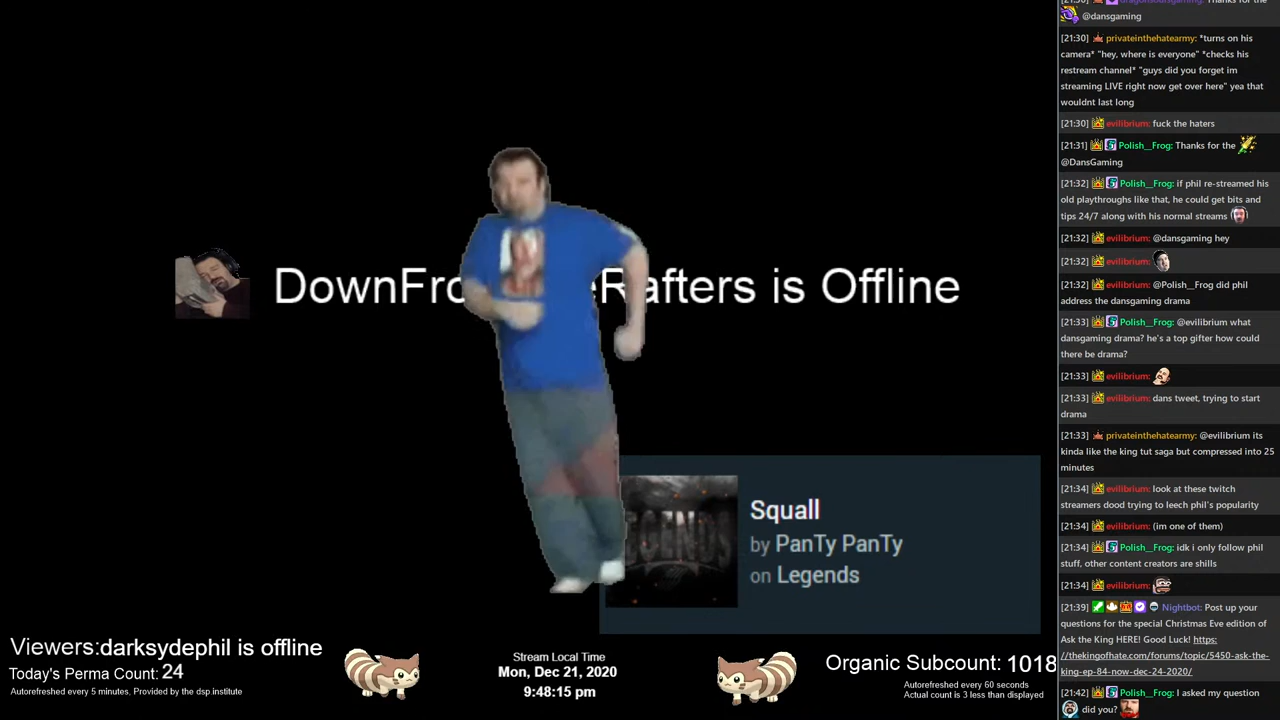 DownFro eRafters is Offline
Squall
by PanTy PanTy
on Legends
Viewers:darksydephil is offline
Today's Perma Count: 24
Autorefreshed every 5 minutes, Provided by the dsp.institute
Stream Local Time
Mon, Dec 21, 2020
9:48:15 pm
Organic Subcount: 1018
Autorefreshed every 60 seconds
Actual count is 3 less than displayed
@dansgaming
[21:30] privateinthehatearmy: *turns on his
camera* "hey, where is everyone" *checks his
restream channel* "guys did you forget im
streaming LIVE right now get over here" yea that
wouldnt last long
[21:30] evilibrium: fuck the haters
[21:31] Polish_Frog: Thanks for the
@DansGaming
[21:32] Polish_Frog: if phil re-streamed his
old playthroughs like that, he could get bits and
tips 24/7 along with his normal streams
[21:32] evilibrium: @dansgaming hey
[21:32] evilibrium:
[21:32] evilibrium: @Polish_Frog did phil
address the dansgaming drama
[21:33] Polish_Frog: @evilibrium what
dansgaming drama? he's a top gifter how could
there be drama?
[21:33] evilibrium:
[21:33] evilibrium: dans tweet, trying to start
drama
[21:33] privateinthehatearmy: @evilibrium its
kinda like the king tut saga but compressed into 25
minutes
[21:34] evilibrium: look at these twitch
streamers dood trying to leech phil's popularity
[21:34] evilibrium: (im one of them)
[21:34] Polish_Frog: idk i only follow phil
stuff, other content creators are shills
[21:34] evilibrium:
[21:39] Nightbot: Post up your
questions for the special Christmas Eve edition of
Ask the King HERE! Good Luck! https:
//thekingofhate.com/forums/topic/5450-ask-the-
king-ep-84-now-dec-24-2020/
[21:42] Polish_Frog: I asked my question
did you?